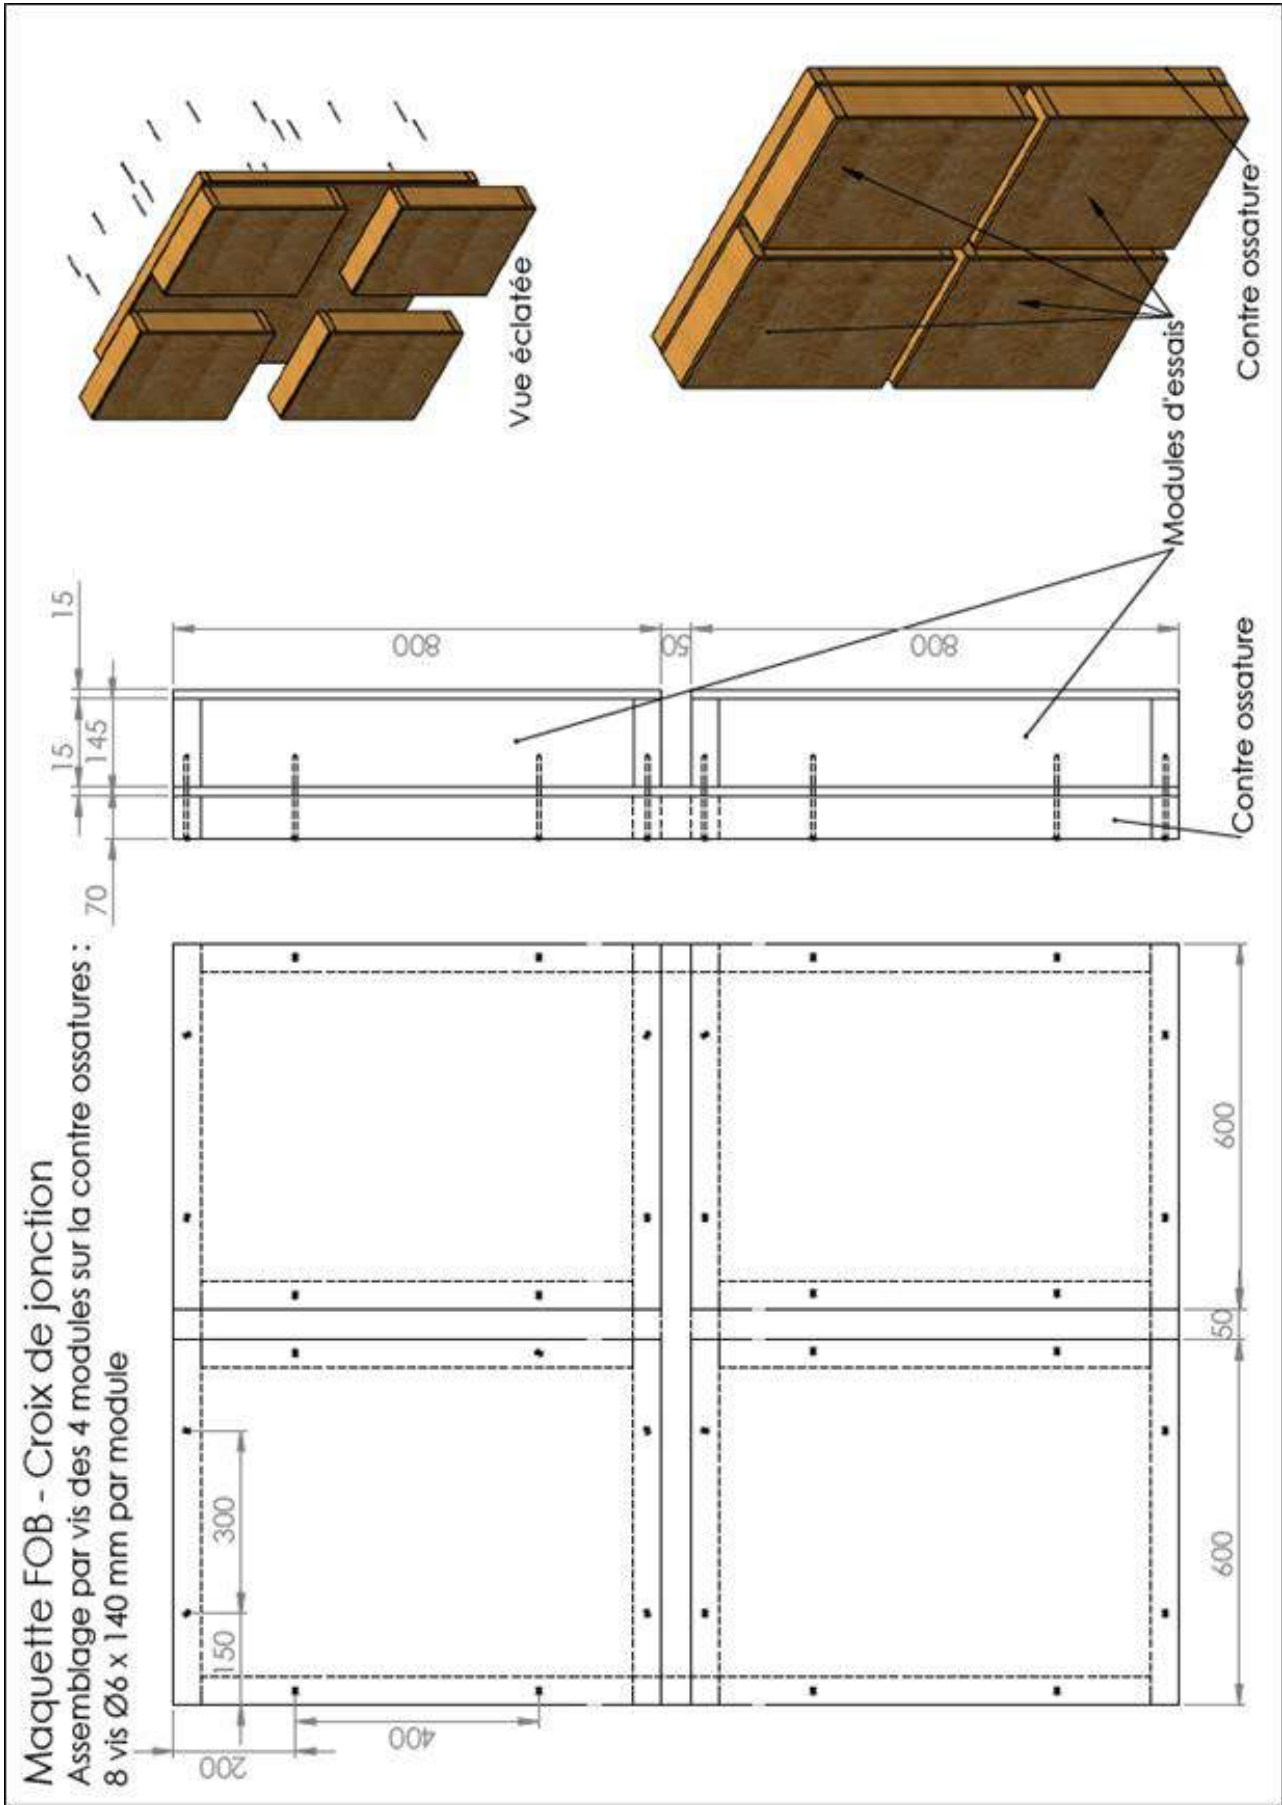 Maquette FOB - Croix de jonction
Assemblage par vis des 4 modules sur la contre ossatures :
8 vis Ø6 x 140 mm par module
200
400
150
300
600
50
600
70
15
145
15
800
50
800
Contre ossature
Modules d'essais
Vue éclatée
Contre ossature